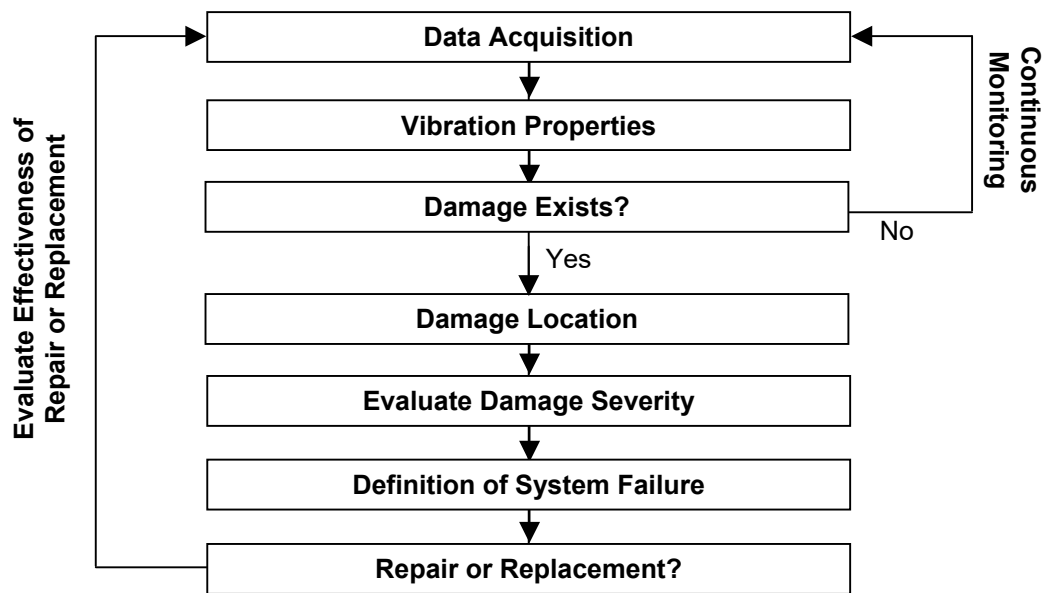 Data Acquisition
Vibration Properties
Damage Exists?
No
Yes
Damage Location
Evaluate Damage Severity
Definition of System Failure
Repair or Replacement?
Evaluate Effectiveness of
Repair or Replacement
Continuous
Monitoring